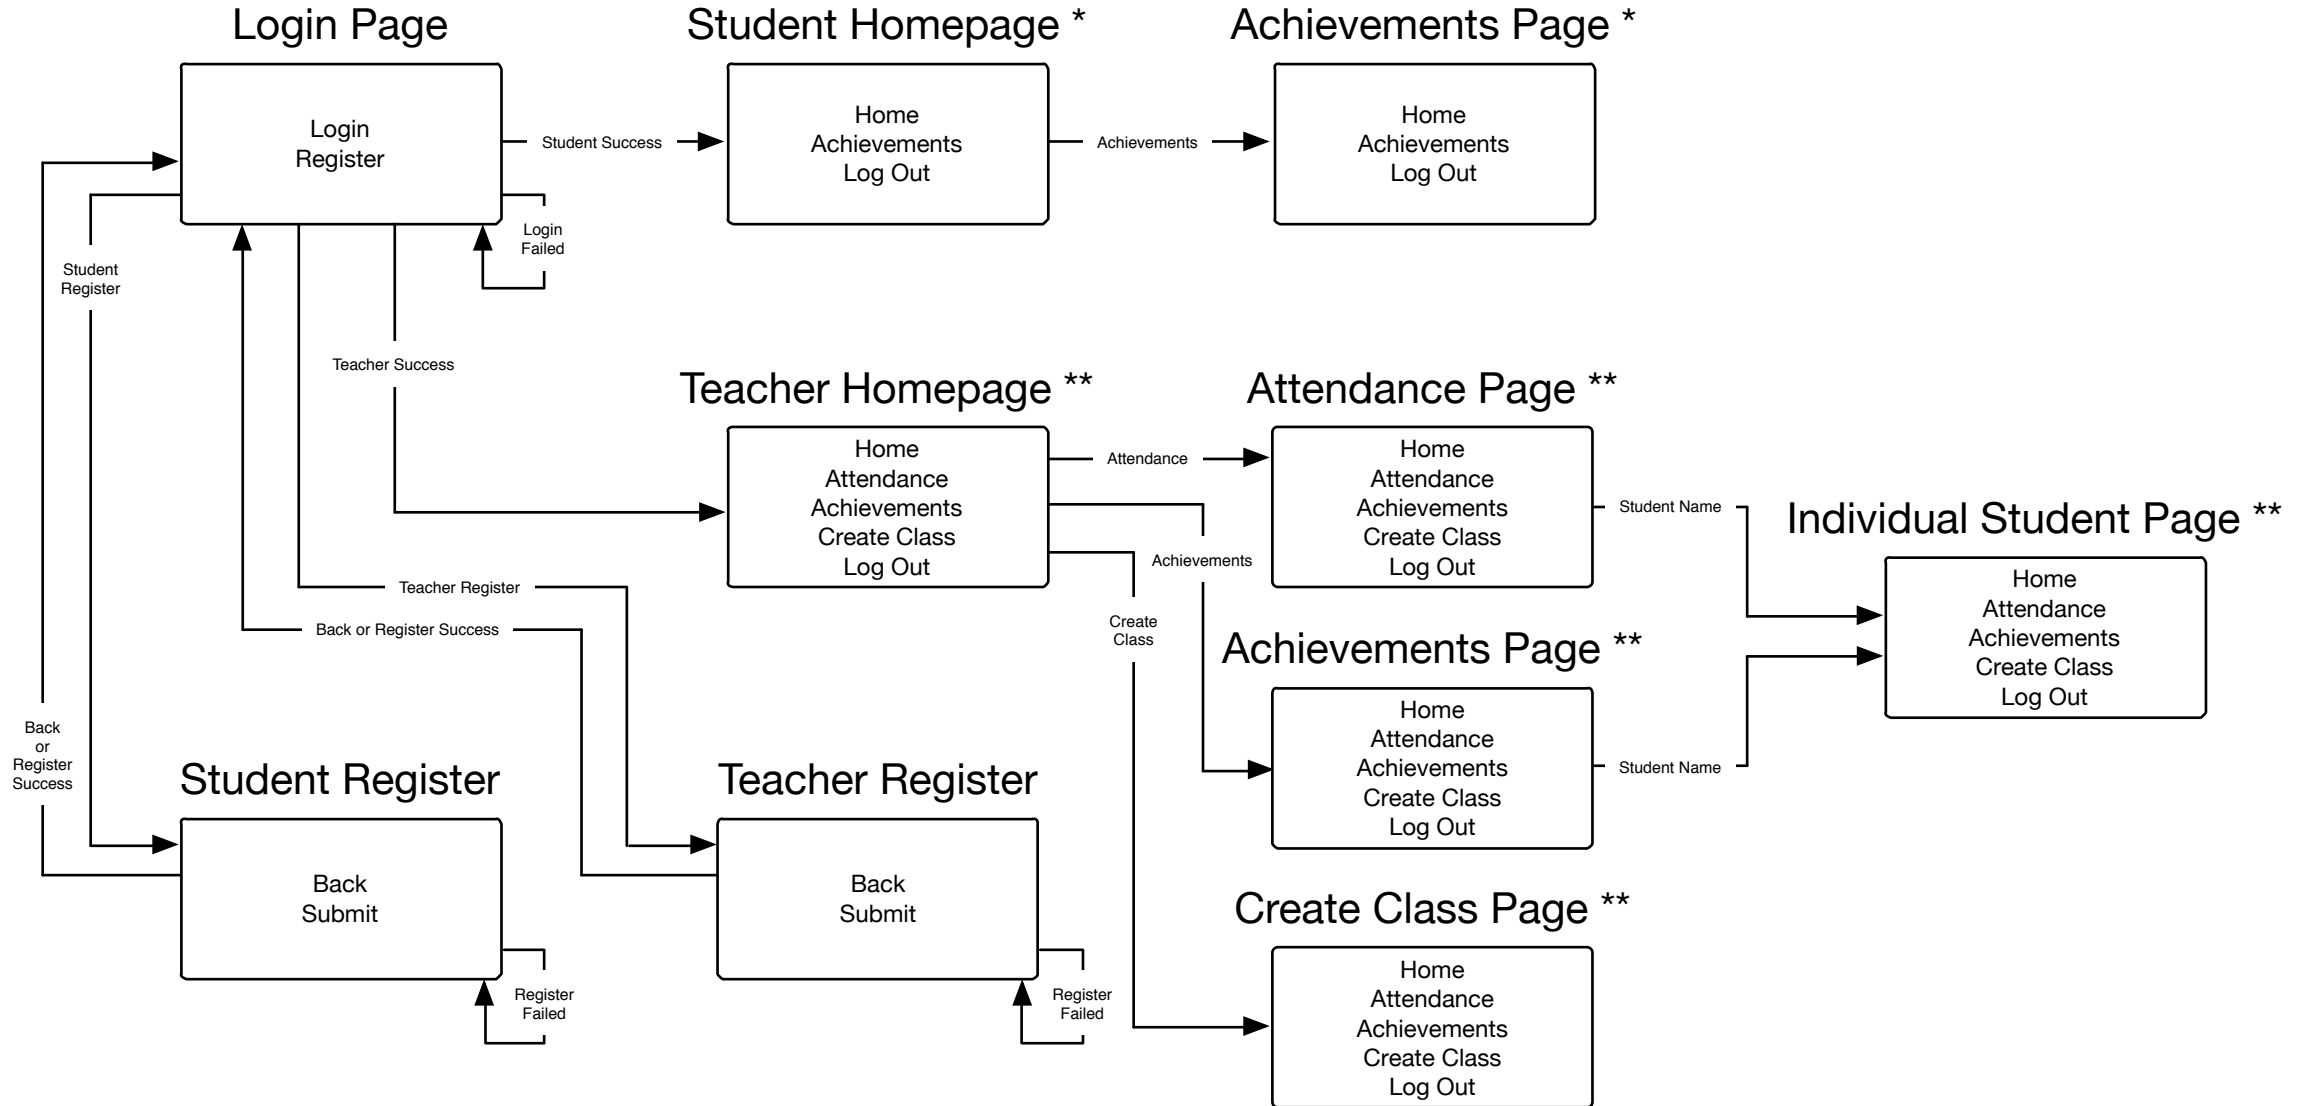 Login Page
Student Homepage *
Achievements Page *
Login
Register
Student Success
Home
Achievements
Log Out
Achievements
Home
Achievements
Log Out
Login
Failed
Student
Register
Teacher Success
Teacher Homepage **
Attendance Page **
Home
Attendance
Achievements
Create Class
Log Out
Attendance
Achievements
Create
Class
Home
Attendance
Achievements
Create Class
Log Out
Student Name
Individual Student Page **
Home
Attendance
Achievements
Create Class
Log Out
Teacher Register
Back or Register Success
Achievements Page **
Home
Attendance
Achievements
Create Class
Log Out
Student Name
Back
or
Register
Success
Student Register
Teacher Register
Back
Submit
Register
Failed
Back
Submit
Register
Failed
Create Class Page **
Home
Attendance
Achievements
Create Class
Log Out